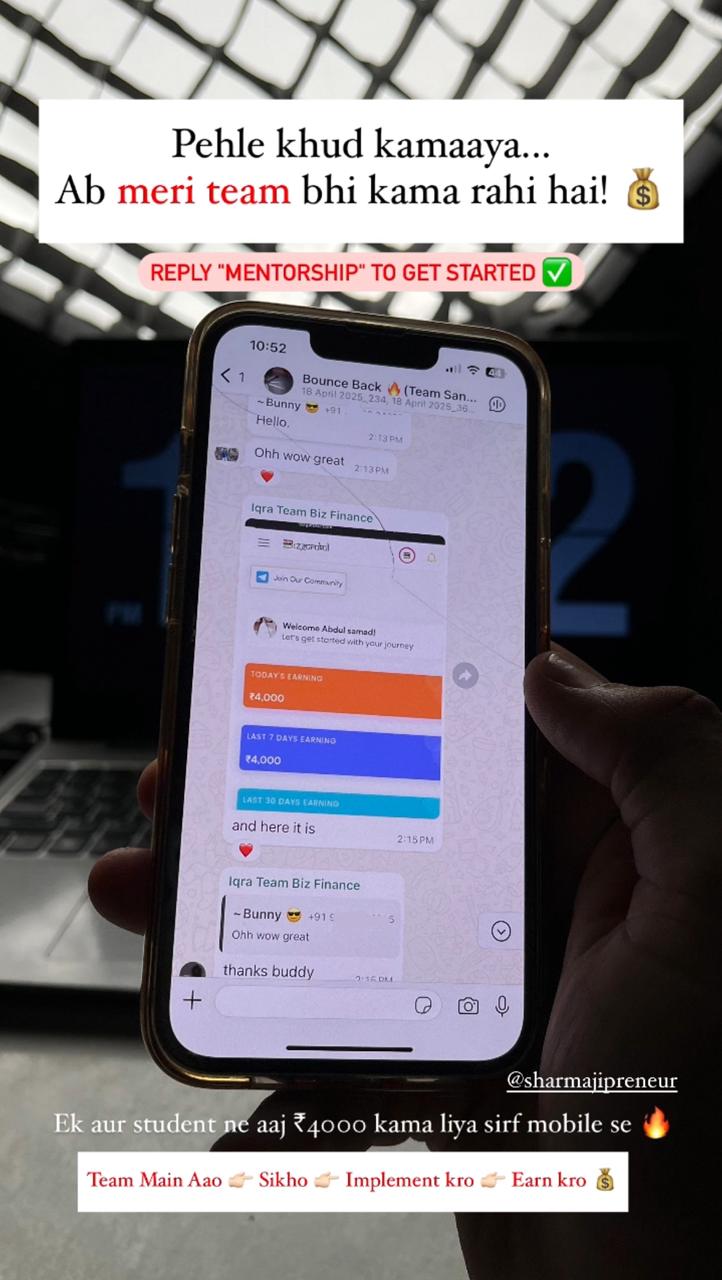 Pehle khud kamaaya...
Ab meri team bhi kama rahi hai! 💰
REPLY "MENTORSHIP" TO GET STARTED ✅
10:52
44
1
Bounce Back 🔥 (Team San...
18 April 2025_234, 18 April 2025_36...
~Bunny 😎 +91
Hello.
2:13 PM
Ohh wow great
2:13 PM
❤️
Iqra Team Biz Finance
Join Our Community
Welcome Abdul samad!
Let's get started with your journey
TODAY'S EARNING
₹4,000
LAST 7 DAYS EARNING
₹4,000
LAST 30 DAYS EARNING
and here it is
2:15 PM
❤️
Iqra Team Biz Finance
~Bunny 😎 +91 9 5
Ohh wow great
thanks buddy
2:15 PM
PM
2
@sharmajipreneur
Ek aur student ne aaj ₹4000 kama liya sirf mobile se 🔥
Team Main Aao 👉🏻 Sikho 👉🏻 Implement kro 👉🏻 Earn kro 💰